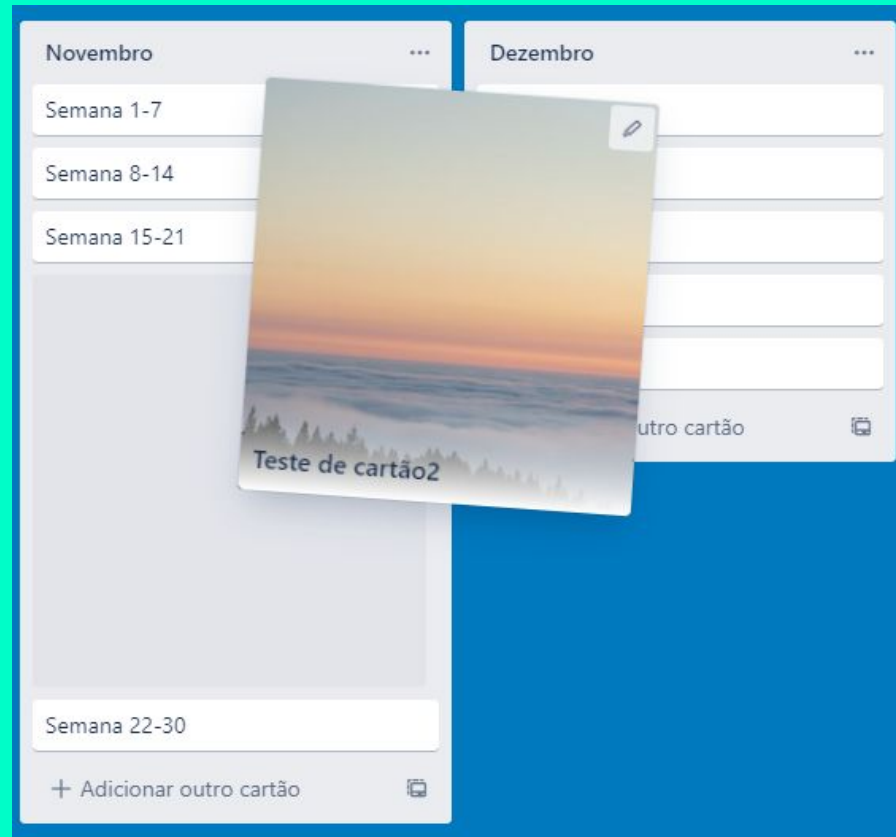 Novembro
Semana 1-7
Semana 8-14
Semana 15-21
Teste de cartão2
Semana 22-30
+ Adicionar outro cartão
Dezembro
utro cartão